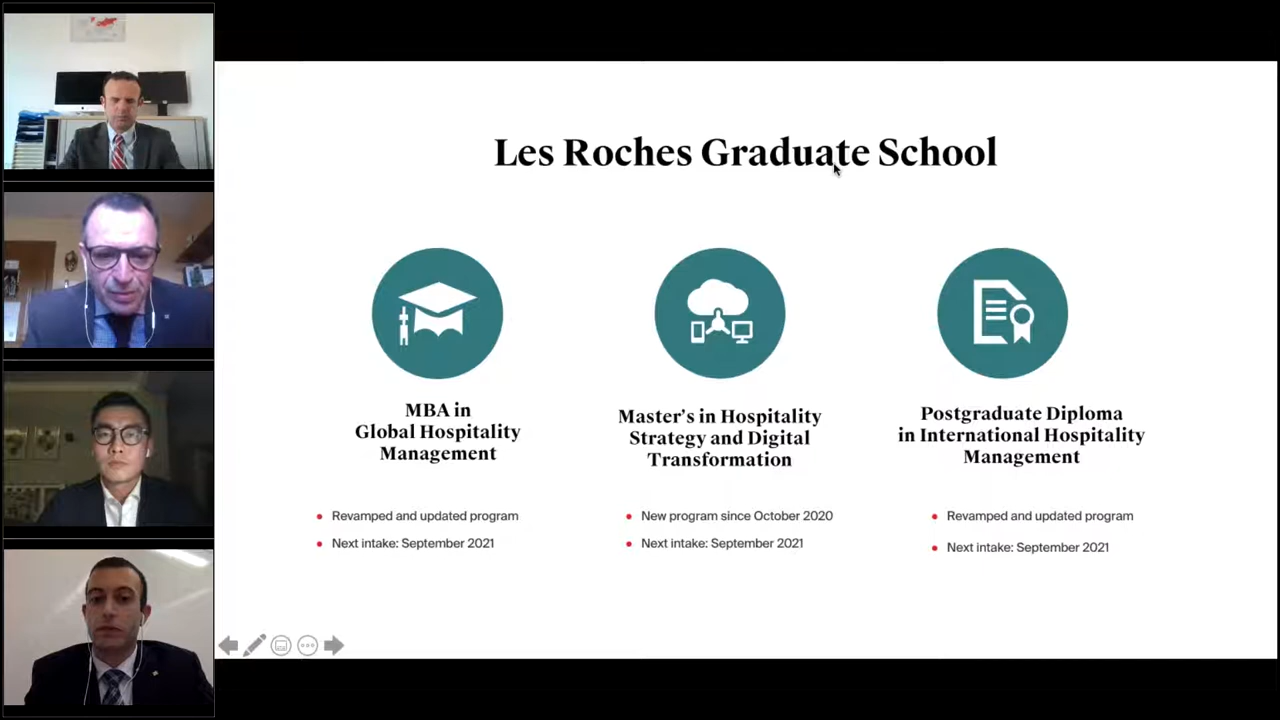 Les Roches Graduate School
MBA in
Global Hospitality
Management
Revamped and updated program
Next intake: September 2021
Master's in Hospitality
Strategy and Digital
Transformation
New program since October 2020
Next intake: September 2021
Postgraduate Diploma
in International Hospitality
Management
Revamped and updated program
Next intake: September 2021